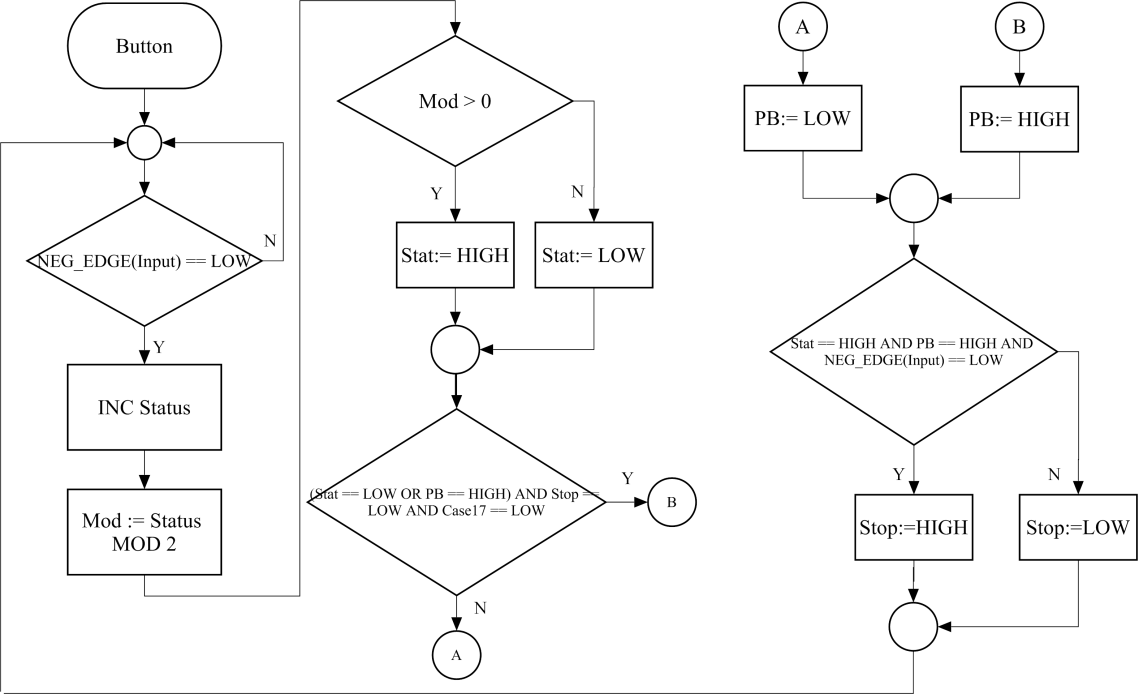 Button
NEG_EDGE(Input) == LOW
N
Y
INC Status
Mod := Status
MOD 2
Mod > 0
Y
N
Stat:= HIGH
Stat:= LOW
(Stat == LOW OR PB == HIGH) AND Stop ==
LOW AND Case17 == LOW
Y
B
N
A
A
B
PB:= LOW
PB:= HIGH
Stat == HIGH AND PB == HIGH AND
NEG_EDGE(Input) == LOW
Y
N
Stop:=HIGH
Stop:=LOW